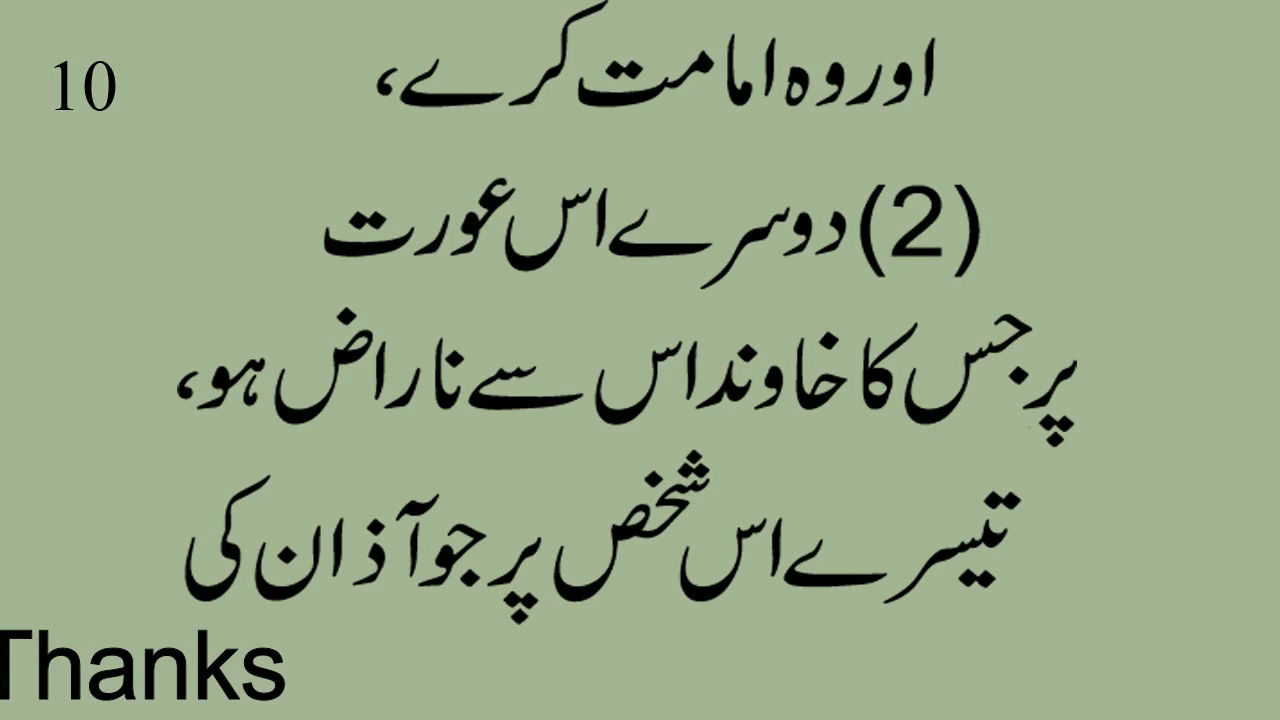 10
اور وہ امامت کرے،
(2) دوسرے اس عورت
پر جس کا خاوند اس سے ناراض ہو،
تیسرے اس شخص پر جو آذان کی
Thanks